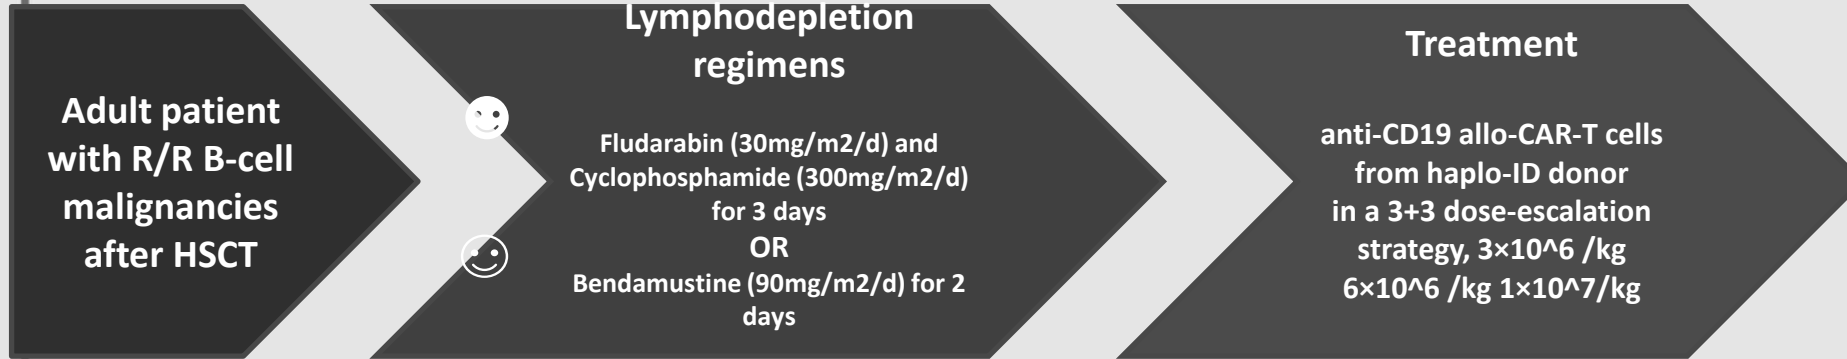 Adult patient
with R/R B-cell
malignancies
after HSCT
Lymphodepletion
regimens
Fludarabin (30mg/m2/d) and
Cyclophosphamide (300mg/m2/d)
for 3 days
OR
Bendamustine (90mg/m2/d) for 2
days
Treatment
anti-CD19 allo-CAR-T cells
from haplo-ID donor
in a 3+3 dose-escalation
strategy, 3×10^6 /kg
6×10^6 /kg 1×10^7/kg